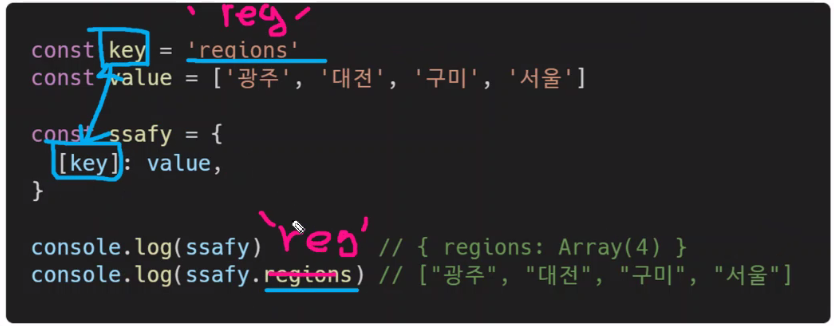 'reg'
const key = 'regions'
const value = ['광주', '대전', '구미', '서울']
const ssafy = {
[key]: value,
}
'reg'
console.log(ssafy) // { regions: Array(4) }
console.log(ssafy.regions) // ["광주", "대전", "구미", "서울"]